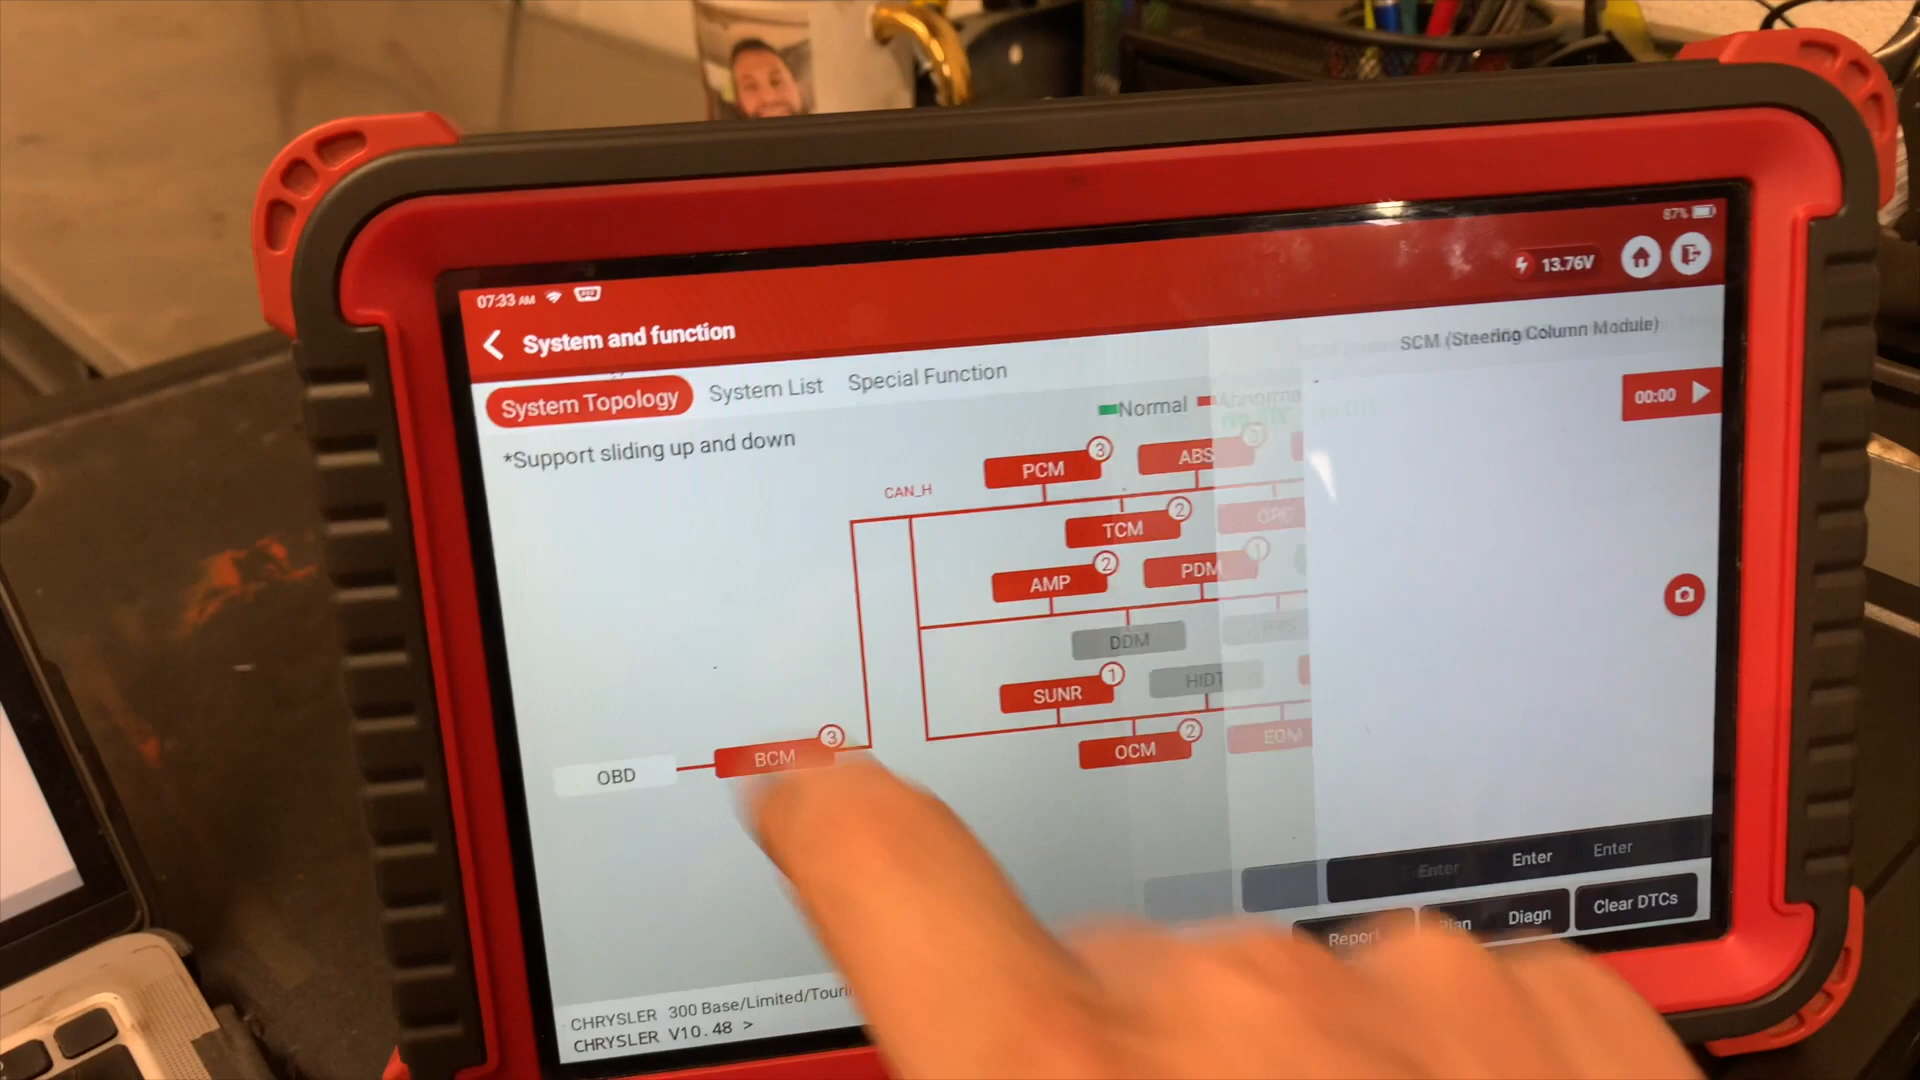 87%
07:33 AM
13.76V
System and function
System Topology
System List
Special Function
SCM (Steering Column Module)
Normal
*Support sliding up and down
00:00
CAN_H
PCM
3
ABS
TCM
2
AMP
2
PDM
1
DDM
SUNR
1
HIDT
OCM
2
EOM
BCM
3
OBD
Enter
Enter
Enter
Report
Diagn
Clear DTCs
CHRYSLER 300 Base/Limited/Touri
CHRYSLER V10.48 >